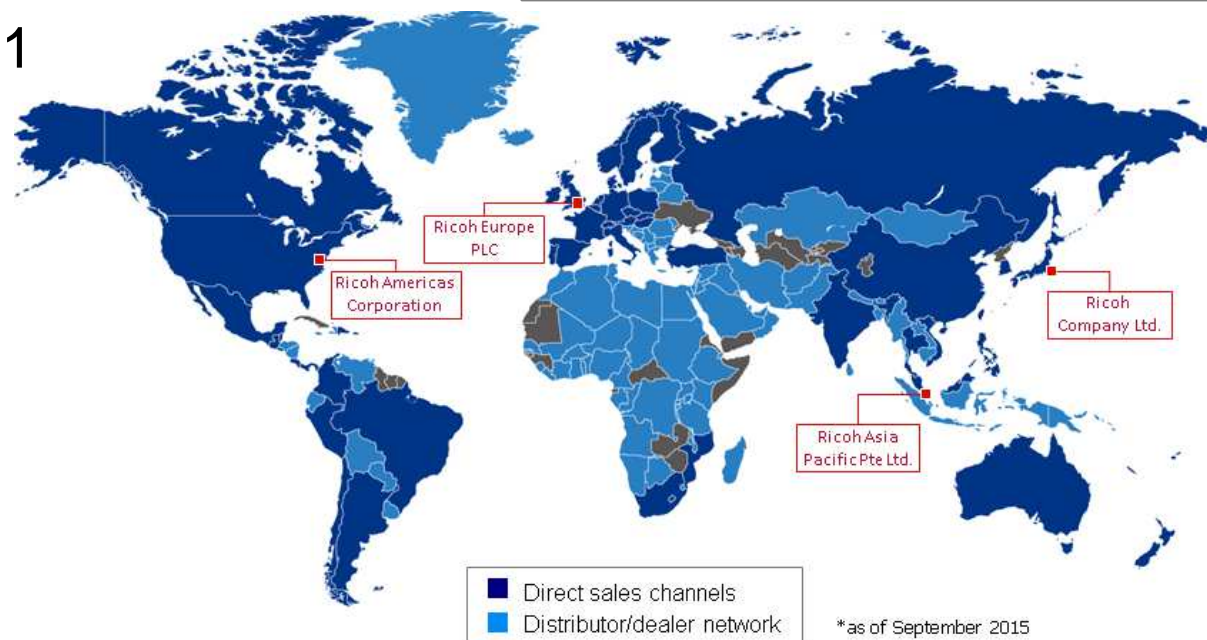 1
Ricoh Europe
PLC
Ricoh Americas
Corporation
Ricoh
Company Ltd.
Ricoh Asia
Pacific Pte Ltd.
Direct sales channels
Distributor/dealer network
*as of September 2015